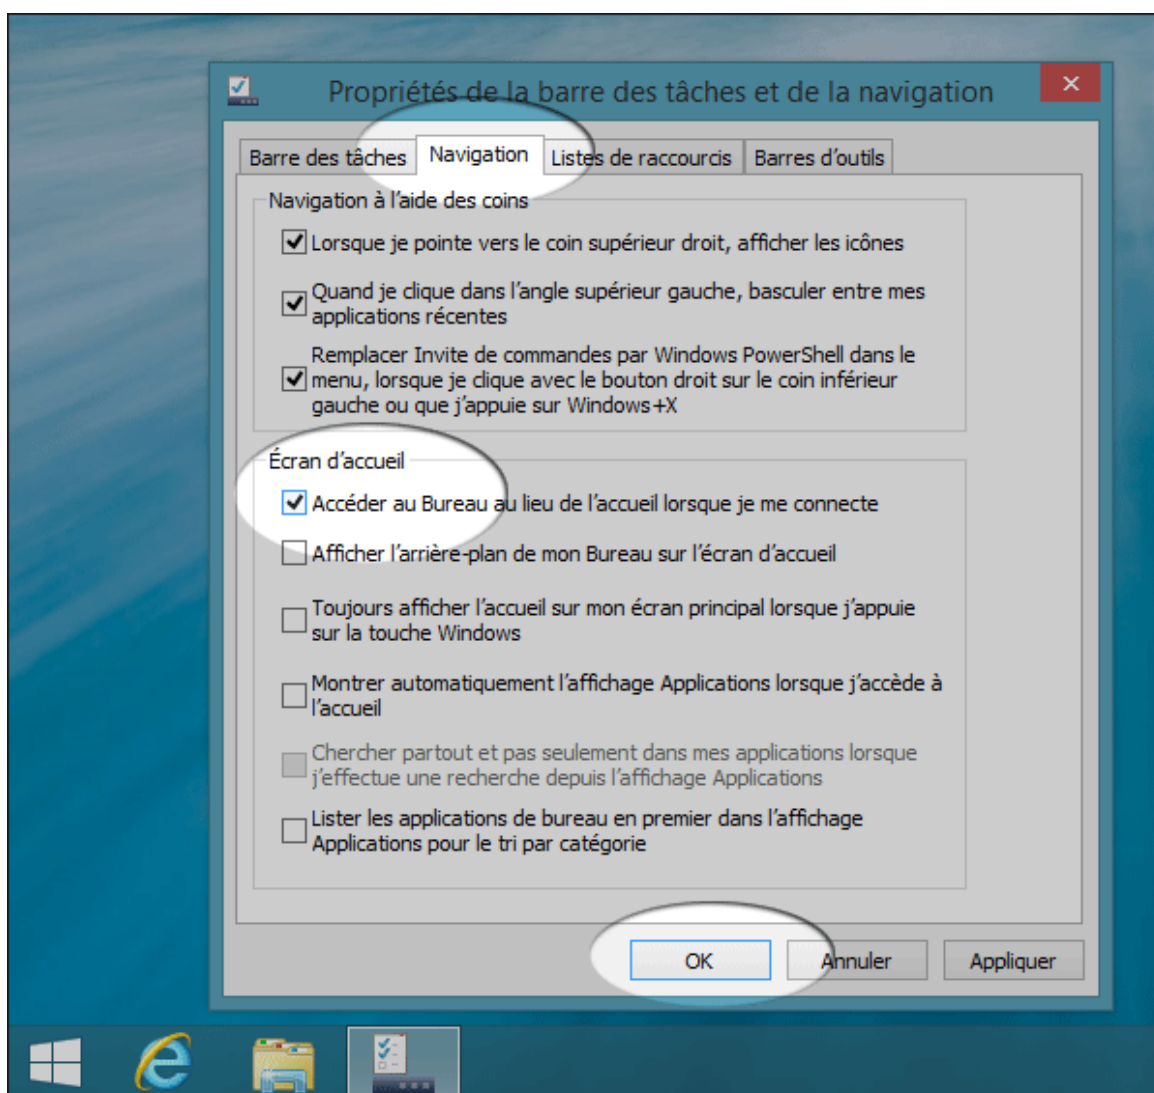 Propriétés de la barre des tâches et de la navigation
Barre des tâches Navigation Listes de raccourcis Barres d'outils
Navigation à l'aide des coins
Lorsque je pointe vers le coin supérieur droit, afficher les icônes
Quand je clique dans l'angle supérieur gauche, basculer entre mes
applications récentes
Remplacer Invite de commandes par Windows PowerShell dans le
menu, lorsque je clique avec le bouton droit sur le coin inférieur
gauche ou que j'appuie sur Windows+X
Écran d'accueil
Accéder au Bureau au lieu de l'accueil lorsque je me connecte
Afficher l'arrière-plan de mon Bureau sur l'écran d'accueil
Toujours afficher l'accueil sur mon écran principal lorsque j'appuie
sur la touche Windows
Montrer automatiquement l'affichage Applications lorsque j'accède à
l'accueil
Chercher partout et pas seulement dans mes applications lorsque
j'effectue une recherche depuis l'affichage Applications
Lister les applications de bureau en premier dans l'affichage
Applications pour le tri par catégorie
OK Annuler Appliquer